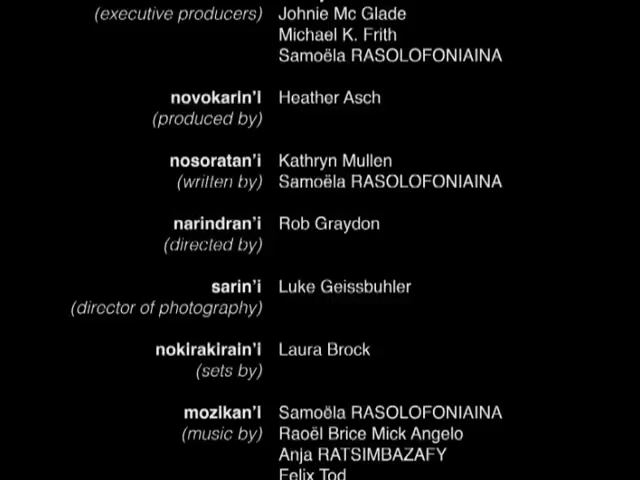 (executive producers) Johnie Mc Glade
Michael K. Frith
Samoëla RASOLOFONIAINA
novokarin'i Heather Asch
(produced by)
nosoratan'i Kathryn Mullen
(written by) Samoëla RASOLOFONIAINA
narindran'i Rob Graydon
(directed by)
sarin'i Luke Geissbuhler
(director of photography)
nokirakirain'i Laura Brock
(sets by)
mozikan'i Samoëla RASOLOFONIAINA
(music by) Raoël Brice Mick Angelo
Anja RATSIMBAZAFY
Felix Tod